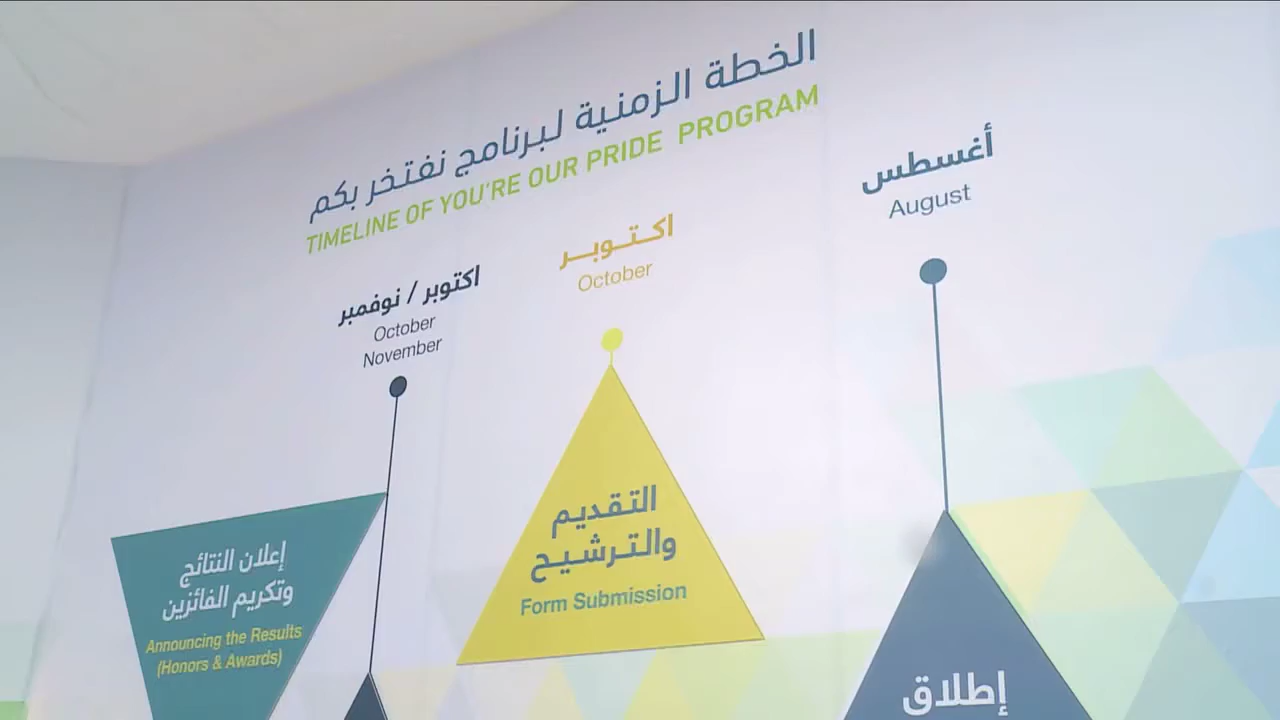 الخطة الزمنية لبرنامج نفتخر بكم
TIMELINE OF YOU'RE OUR PRIDE PROGRAM
أغسطس
August
اكتوبر
October
اكتوبر / نوفمبر
October
November
إطلاق
التقديم
والترشيح
Form Submission
إعلان النتائج
وتكريم الفائزين
Announcing the Results
(Honors & Awards)